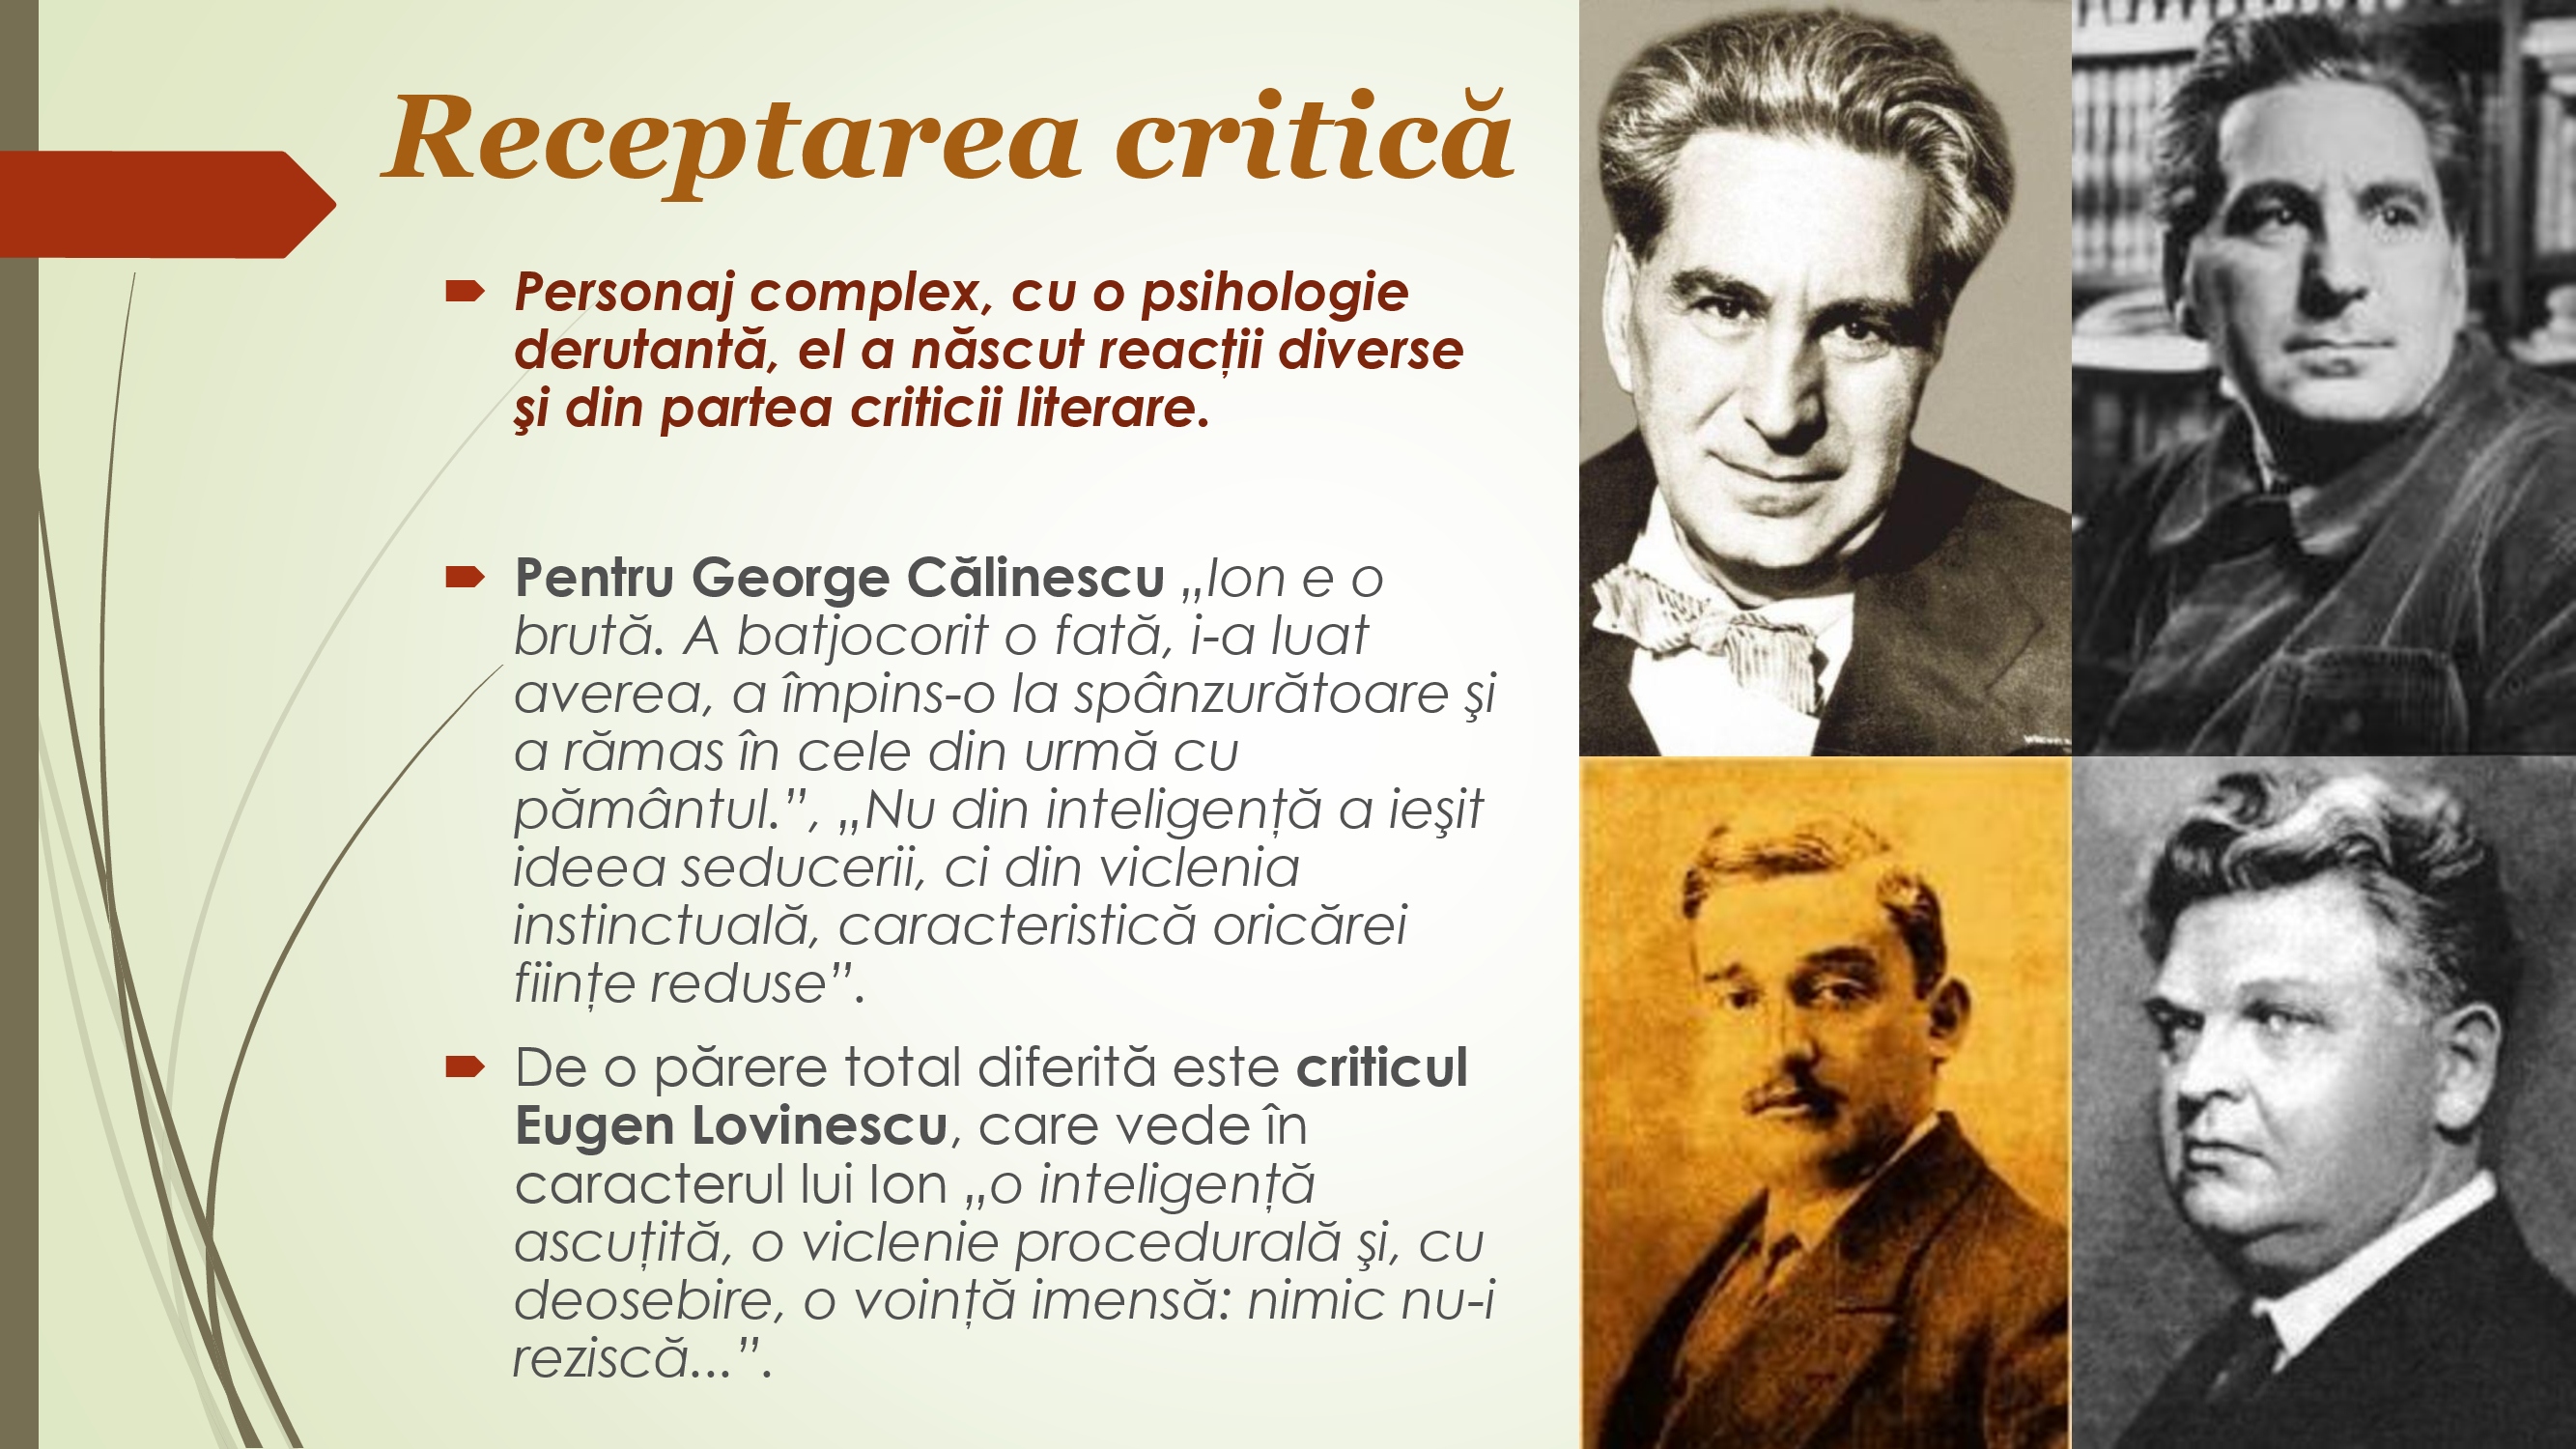 Receptarea critică
Personaj complex, cu o psihologie
derutantă, el a născut reacții diverse
şi din partea criticii literare.
Pentru George Călinescu „Ion e o
brută. A batjocorit o fată, i-a luat
averea, a împins-o la spânzurătoare şi
a rămas în cele din urmă cu
pământul.”, „Nu din inteligență a ieşit
ideea seducerii, ci din viclenia
instinctuală, caracteristică oricărei
ființe reduse”.
De o părere total diferită este criticul
Eugen Lovinescu, care vede în
caracterul lui Ion „o inteligență
ascuțită, o viclenie procedurală şi, cu
deosebire, o voință imensă: nimic nu-i
reziscă...”.